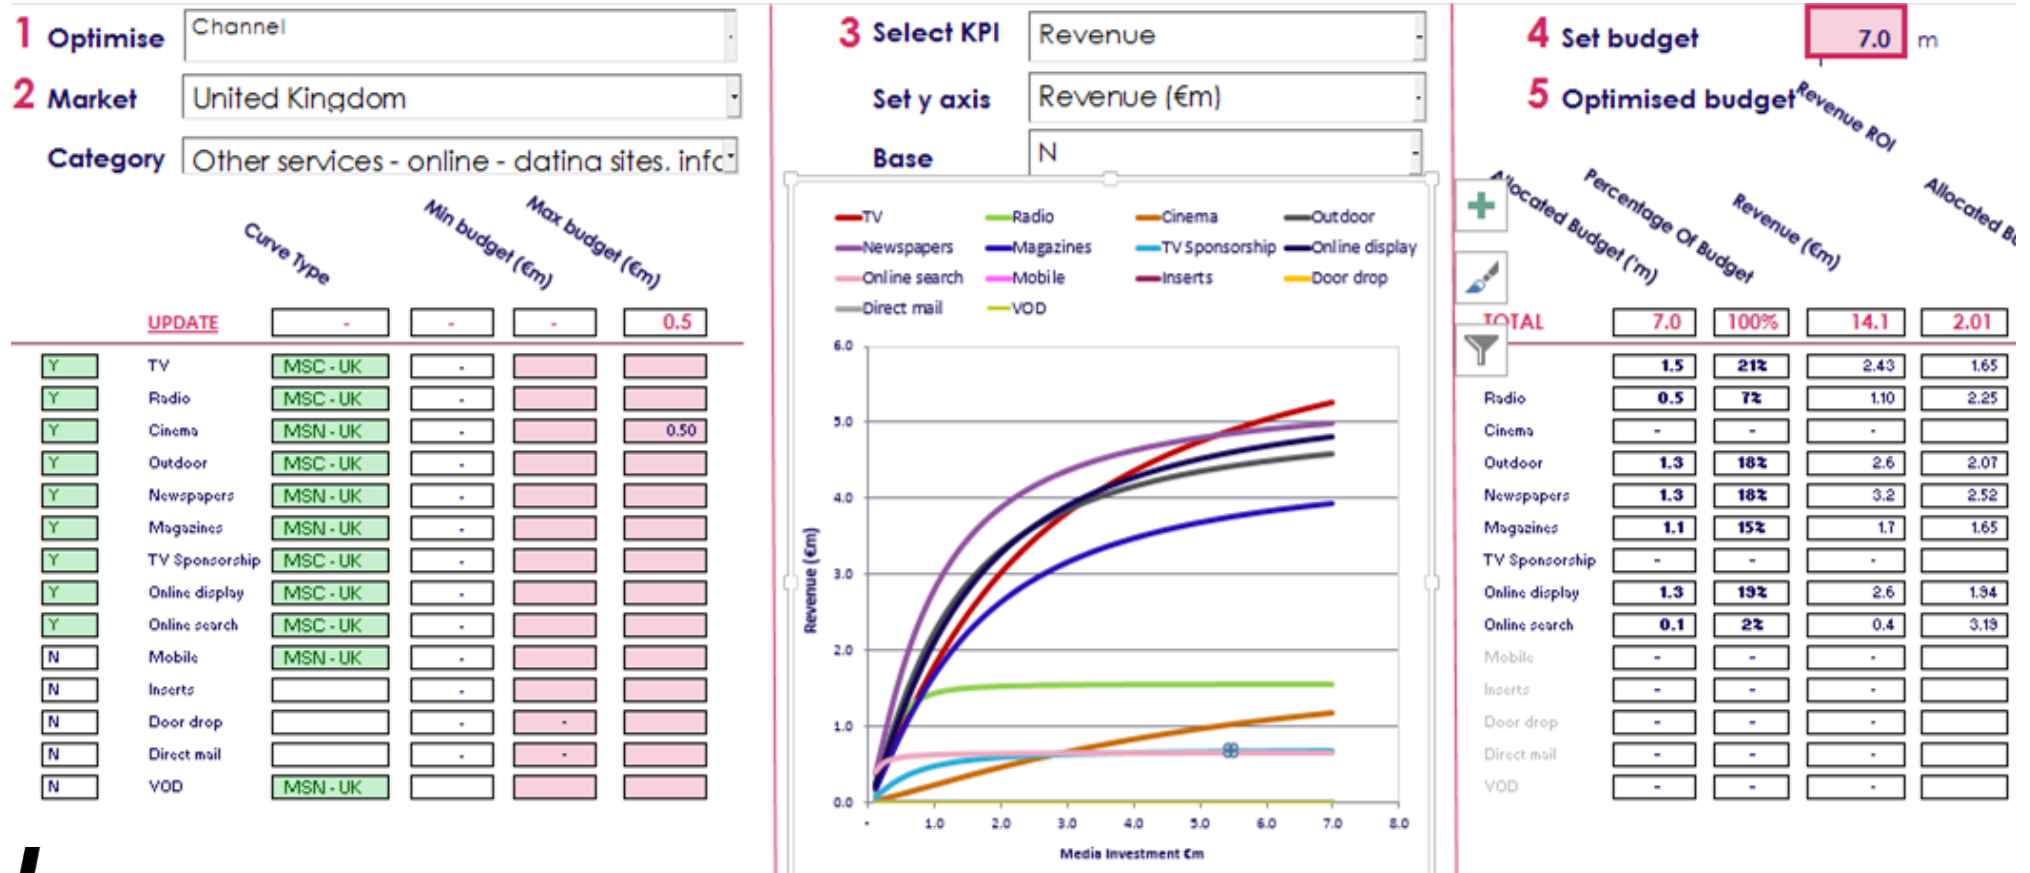 1 Optimise Channel
2 Market United Kingdom
Category Other services - online - dating sites, info
Curve Type
Min budget (€m)
Max budget (€m)
UPDATE - - - 0.5
Y TV MSC - UK -
Y Radio MSC - UK -
Y Cinema MSN - UK - 0.50
Y Outdoor MSC - UK -
Y Newspapers MSN - UK -
Y Magazines MSN - UK -
Y TV Sponsorship MSC - UK -
Y Online display MSC - UK -
Y Online search MSC - UK -
N Mobile MSN - UK -
N Inserts -
N Door drop - -
N Direct mail - -
N VOD MSN - UK
3 Select KPI Revenue
Set y axis Revenue (€m)
Base N
TV Radio Cinema Outdoor
Newspapers Magazines TV Sponsorship Online display
Online search Mobile Inserts Door drop
Direct mail VOD
6.0
5.0
4.0
3.0
2.0
1.0
0.0
Revenue (€m)
- 1.0 2.0 3.0 4.0 5.0 6.0 7.0 8.0
Media Investment €m
4 Set budget 7.0 m
5 Optimised budget
Allocated Budget ('m)
Percentage Of Budget
Revenue (€m)
Revenue ROI
Allocated Bu
TOTAL 7.0 100% 14.1 2.01
1.5 21% 2.43 1.65
Radio 0.5 7% 1.10 2.25
Cinema - - -
Outdoor 1.3 18% 2.6 2.07
Newspapers 1.3 18% 3.2 2.52
Magazines 1.1 15% 1.7 1.65
TV Sponsorship - - -
Online display 1.3 19% 2.6 1.94
Online search 0.1 2% 0.4 3.19
Mobile - - -
Inserts - - -
Door drop - - -
Direct mail - - -
VOD - - -